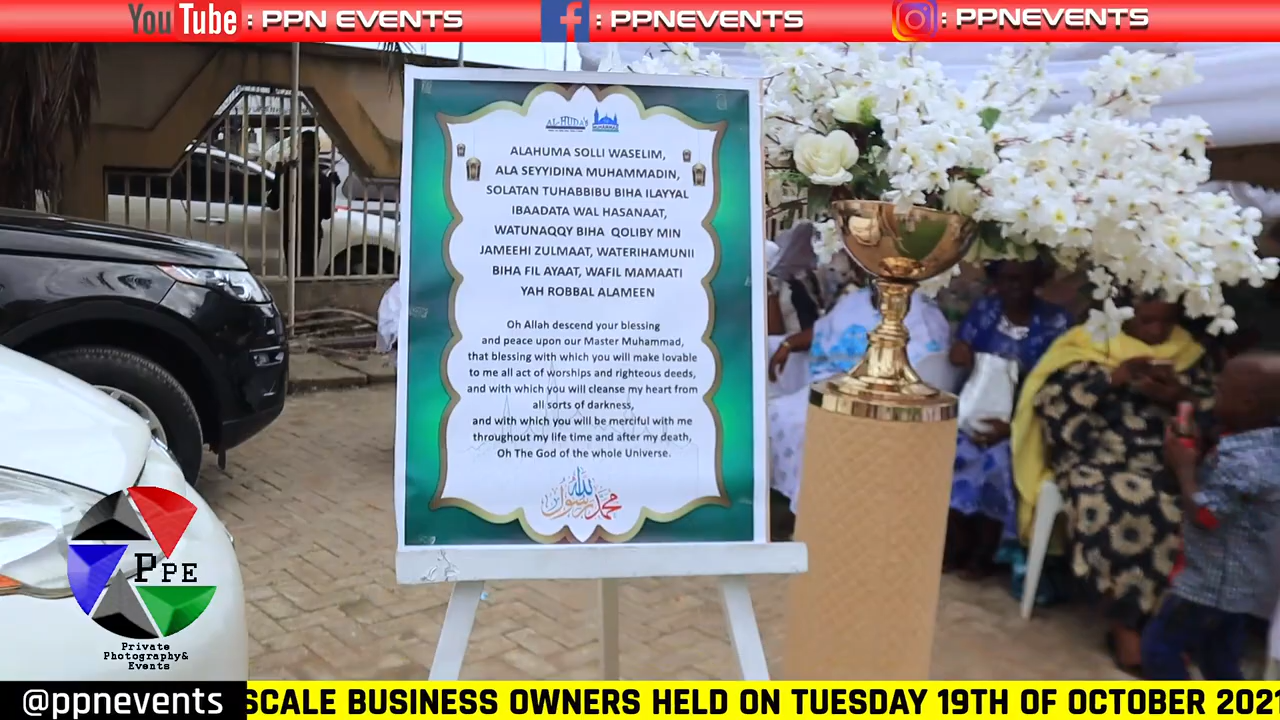 YouTube : PPN EVENTS
: PPNEVENTS
: PPNEVENTS
AL-HUDA'S
MUHAMMAD
ALAHUMA SOLLI WASELIM,
ALA SEYYIDINA MUHAMMADIN,
SOLATAN TUHABBIBU BIHA ILAYYAL
IBAADATA WAL HASANAAT,
WATUNAQQY BIHA QOLIBY MIN
JAMEEHI ZULMAAT, WATERIHAMUNII
BIHA FIL AYAAT, WAFIL MAMAATI
YAH ROBBAL ALAMEEN
Oh Allah descend your blessing
and peace upon our Master Muhammad,
that blessing with which you will make lovable
to me all act of worships and righteous deeds,
and with which you will cleanse my heart from
all sorts of darkness,
and with which you will be merciful with me
throughout my life time and after my death,
Oh The God of the whole Universe.
محمد رسول الله
PPE
Private
Photography&
Events
@ppnevents
SCALE BUSINESS OWNERS HELD ON TUESDAY 19TH OF OCTOBER 2021